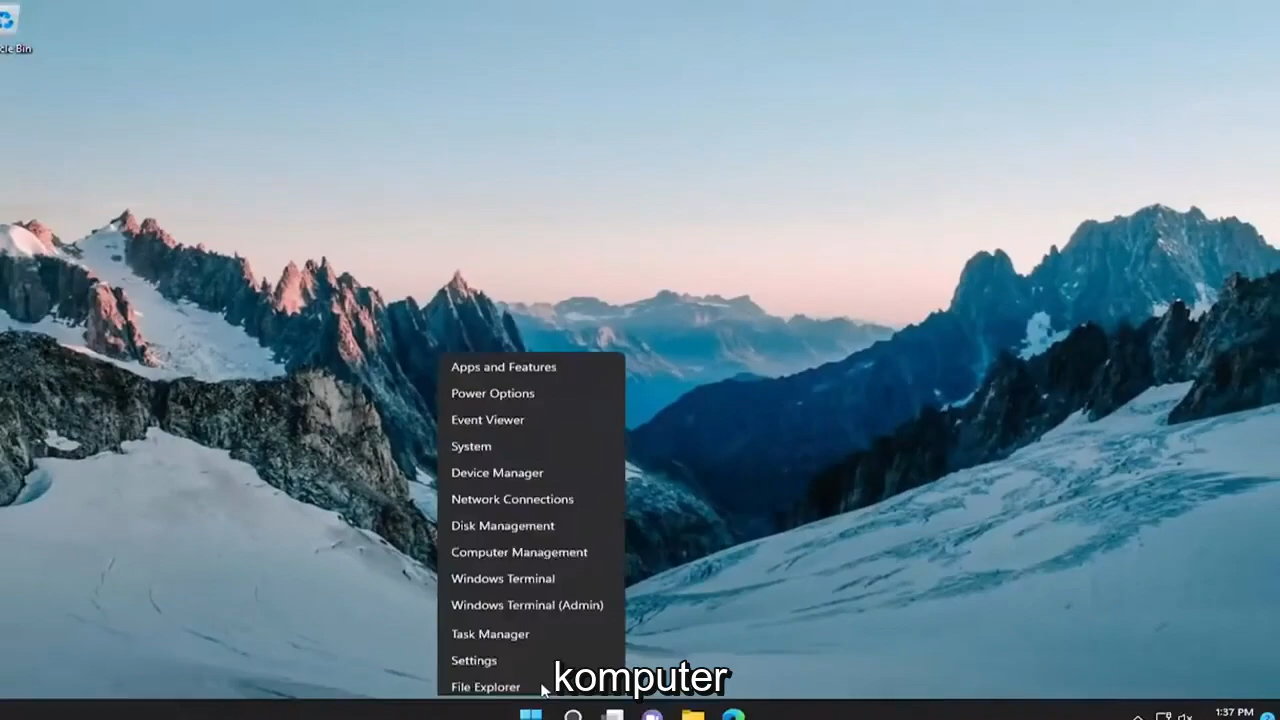 cle Bin
Apps and Features
Power Options
Event Viewer
System
Device Manager
Network Connections
Disk Management
Computer Management
Windows Terminal
Windows Terminal (Admin)
Task Manager
Settings
File Explorer
komputer
1:37 PM